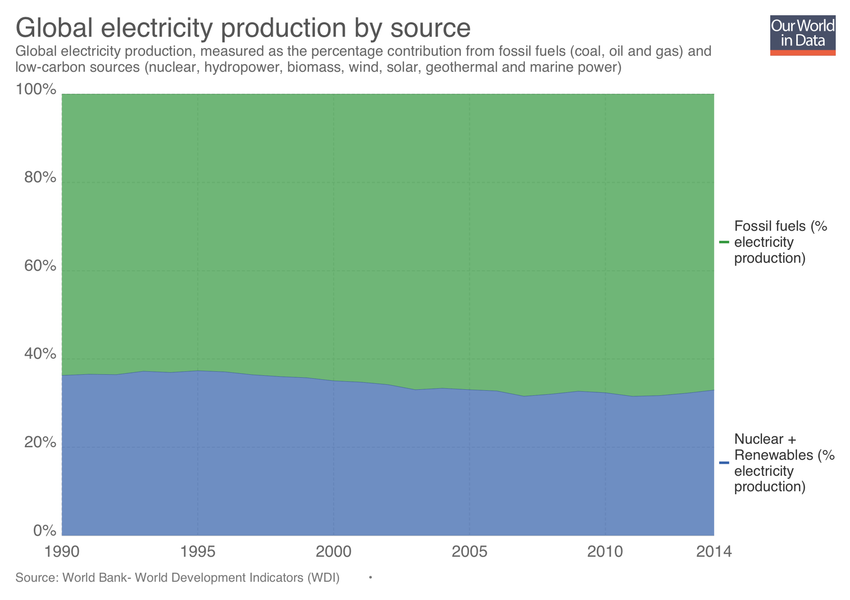 Global electricity production by source
Our World
in Data
Global electricity production, measured as the percentage contribution from fossil fuels (coal, oil and gas) and
low-carbon sources (nuclear, hydropower, biomass, wind, solar, geothermal and marine power)
100%
80%
60%
40%
20%
0%
Fossil fuels (%
electricity
production)
Nuclear +
Renewables (%
electricity
production)
1990 1995 2000 2005 2010 2014
Source: World Bank- World Development Indicators (WDI) •